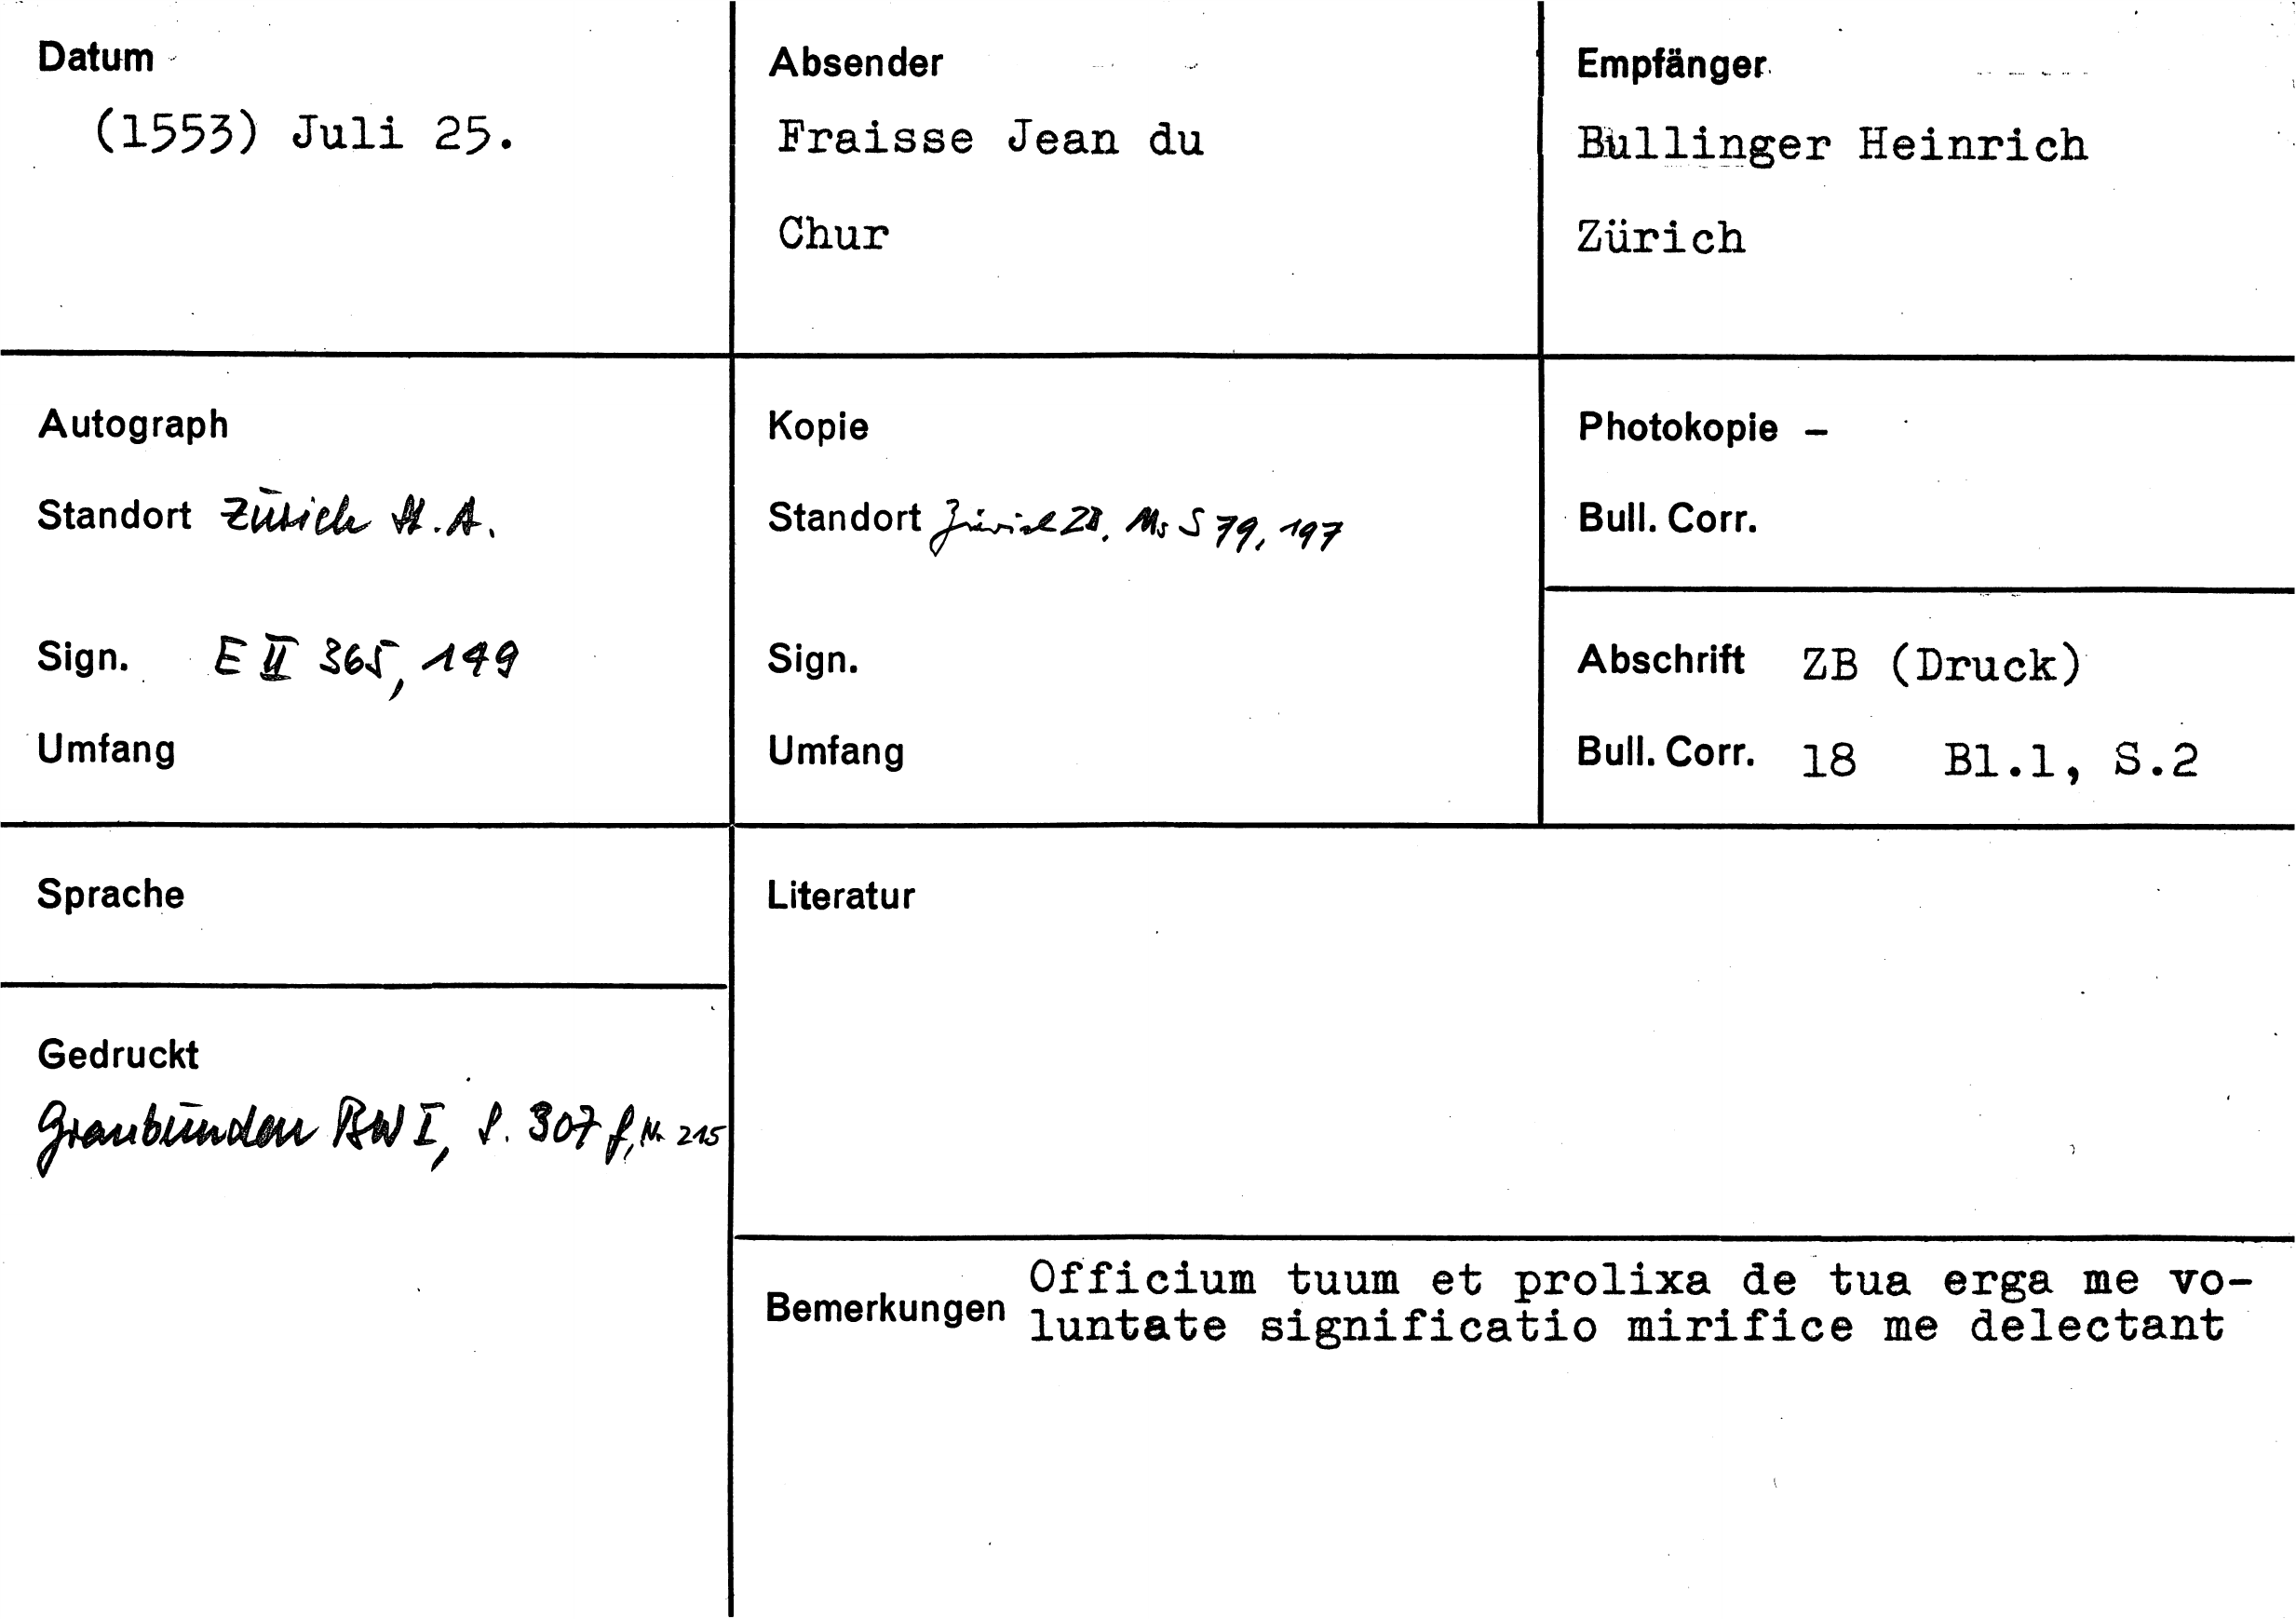 Datum
(1553) Juli 25.
Absender
Fraisse Jean du
Chur
Empfänger
Bullinger Heinrich
Zürich
Autograph
Standort Zürich St.A.
Sign. E II 365, 149
Umfang
Kopie
Standort Zürich ZB, Ms S 79, 197
Sign.
Umfang
Photokopie –
Bull. Corr.
Abschrift ZB (Druck)
Bull. Corr. 18 Bl.1, S.2
Sprache
Gedruckt
Graubünden BW I, S. 307 f, Nr. 215
Literatur
Bemerkungen
Officium tuum et prolixa de tua erga me vo-
luntate significatio mirifice me delectant